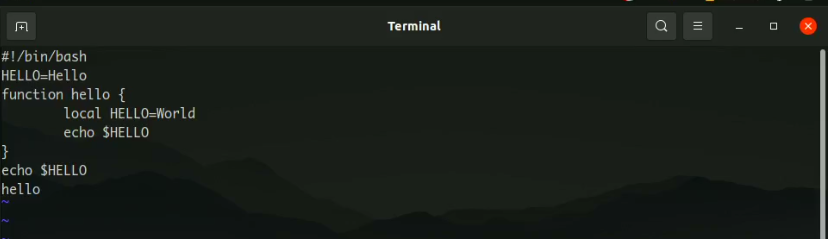 Terminal
#!/bin/bash
HELLO=Hello
function hello {
        local HELLO=World
        echo $HELLO
}
echo $HELLO
hello
~
~
~